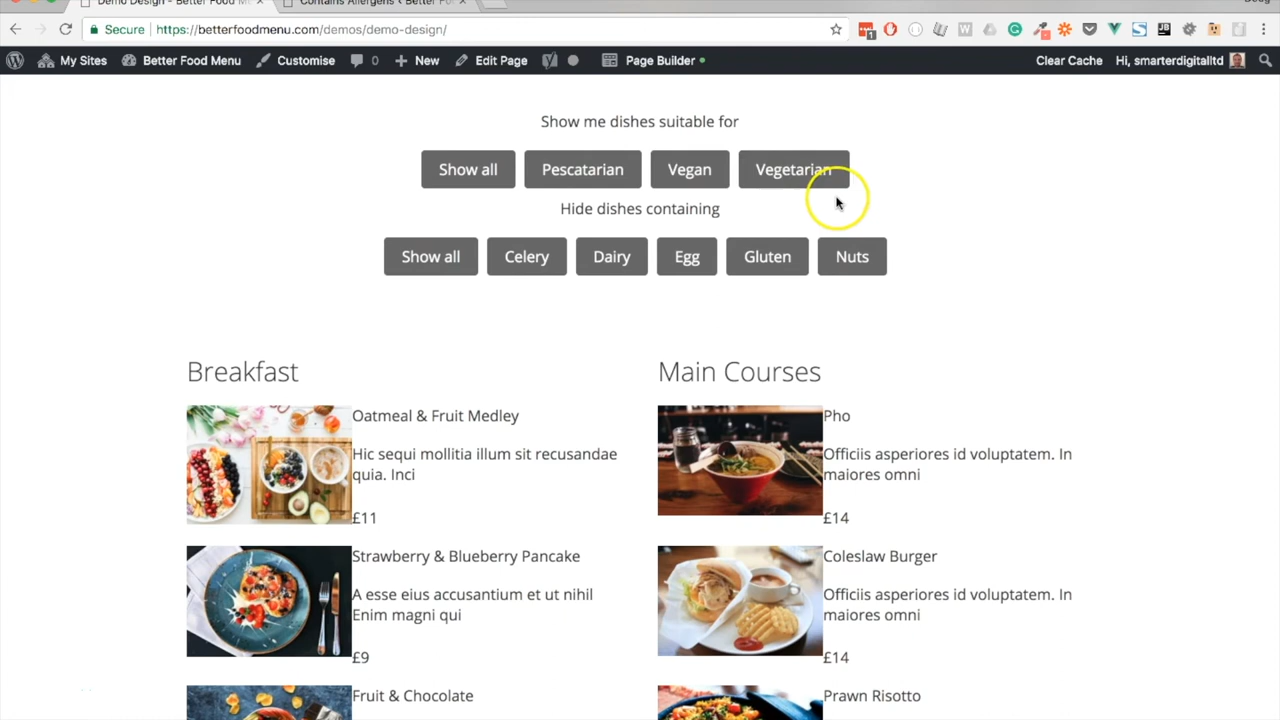 Demo Design - Better Food M
Contains Allergens ‹ Better Fo
Doug
Secure https://betterfoodmenu.com/demos/demo-design/
My Sites Better Food Menu Customise 0 New Edit Page Page Builder Clear Cache Hi, smarterdigitalltd
Show me dishes suitable for
Show all Pescatarian Vegan Vegetarian
Hide dishes containing
Show all Celery Dairy Egg Gluten Nuts
Breakfast
Oatmeal & Fruit Medley
Hic sequi mollitia illum sit recusandae
quia. Inci
£11
Strawberry & Blueberry Pancake
A esse eius accusantium et ut nihil
Enim magni qui
£9
Fruit & Chocolate
Main Courses
Pho
Officiis asperiores id voluptatem. In
maiores omni
£14
Coleslaw Burger
Officiis asperiores id voluptatem. In
maiores omni
£14
Prawn Risotto